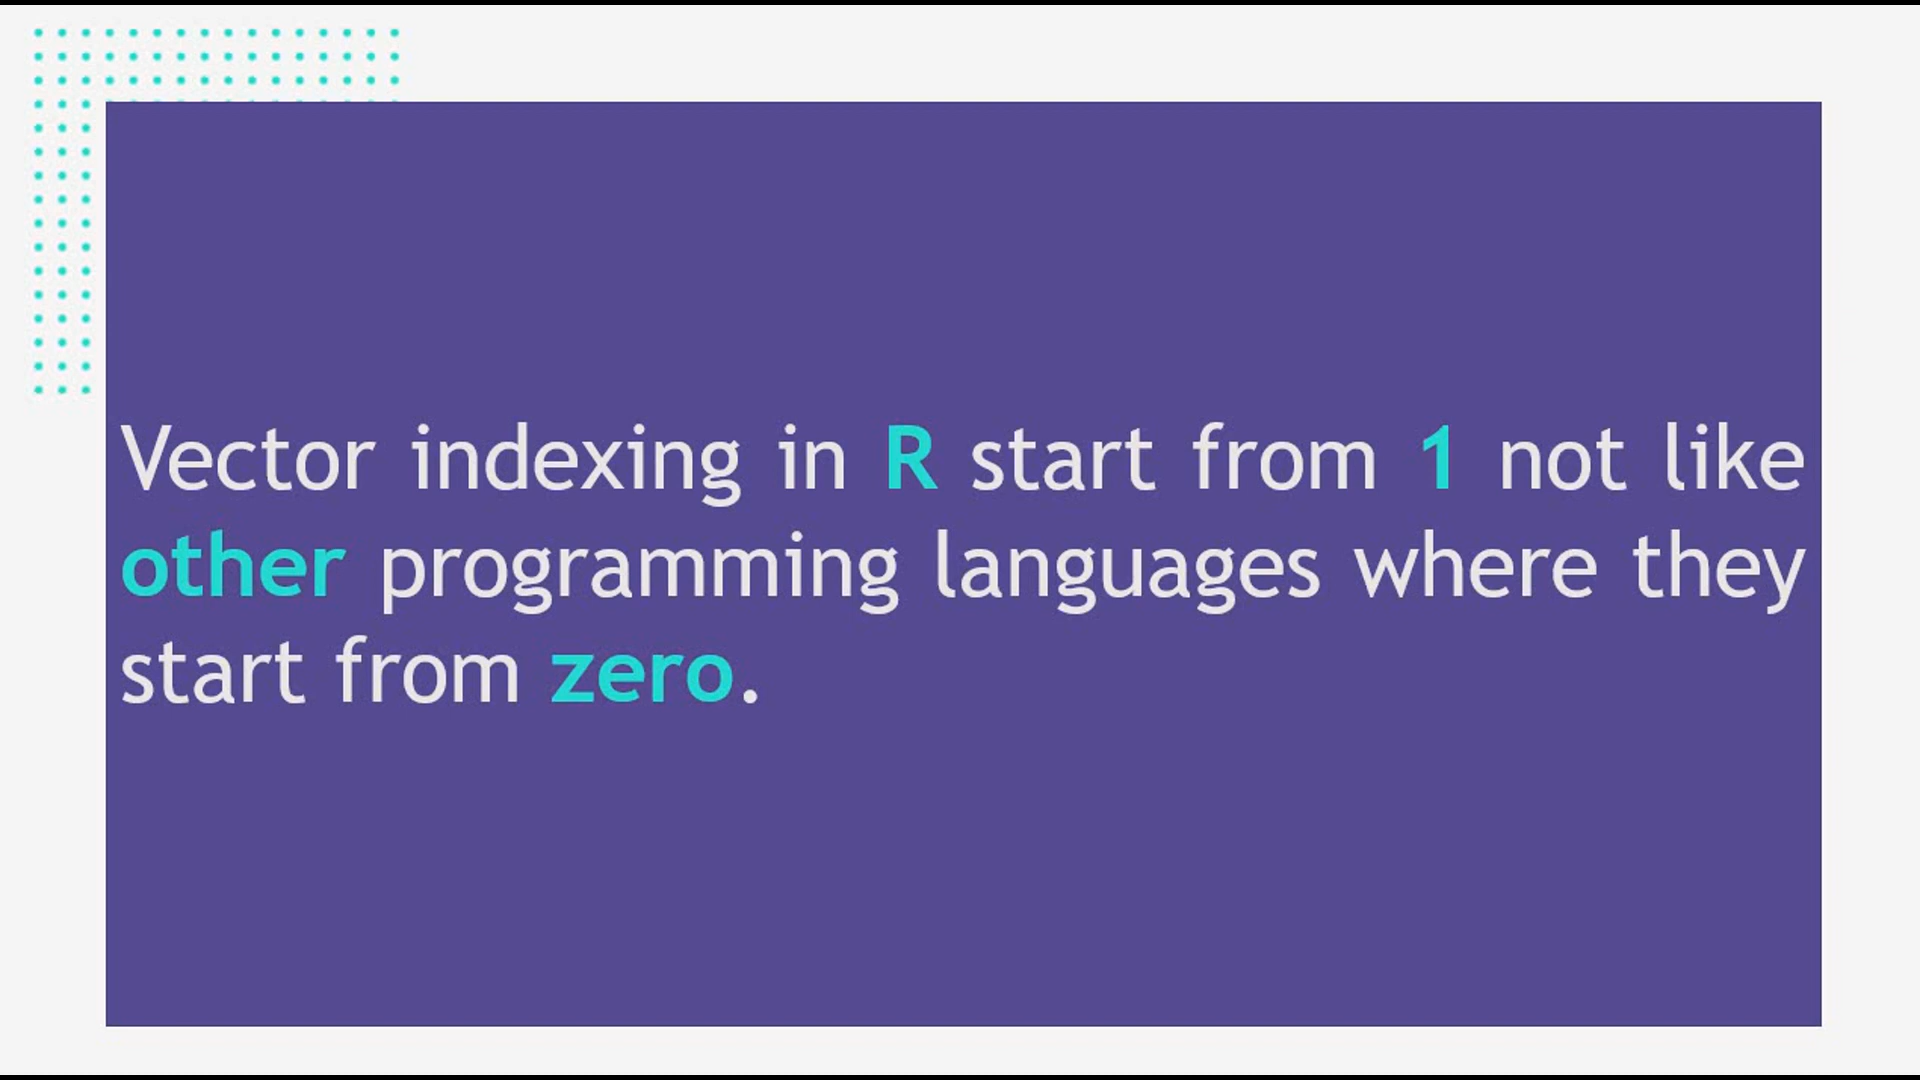 Vector indexing in R start from 1 not like
other programming languages where they
start from zero.